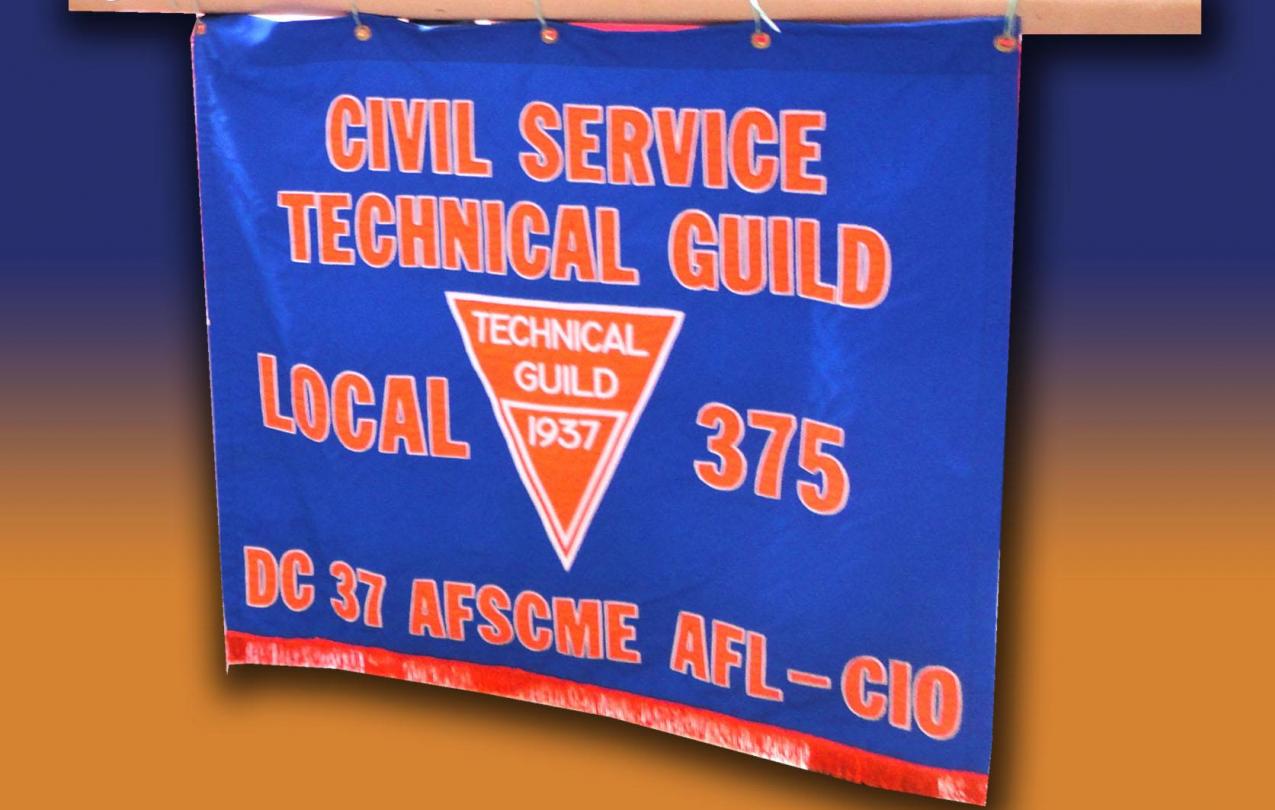 CIVIL SERVICE
TECHNICAL GUILD
TECHNICAL
GUILD
1937
LOCAL 375
DC 37 AFSCME AFL-CIO